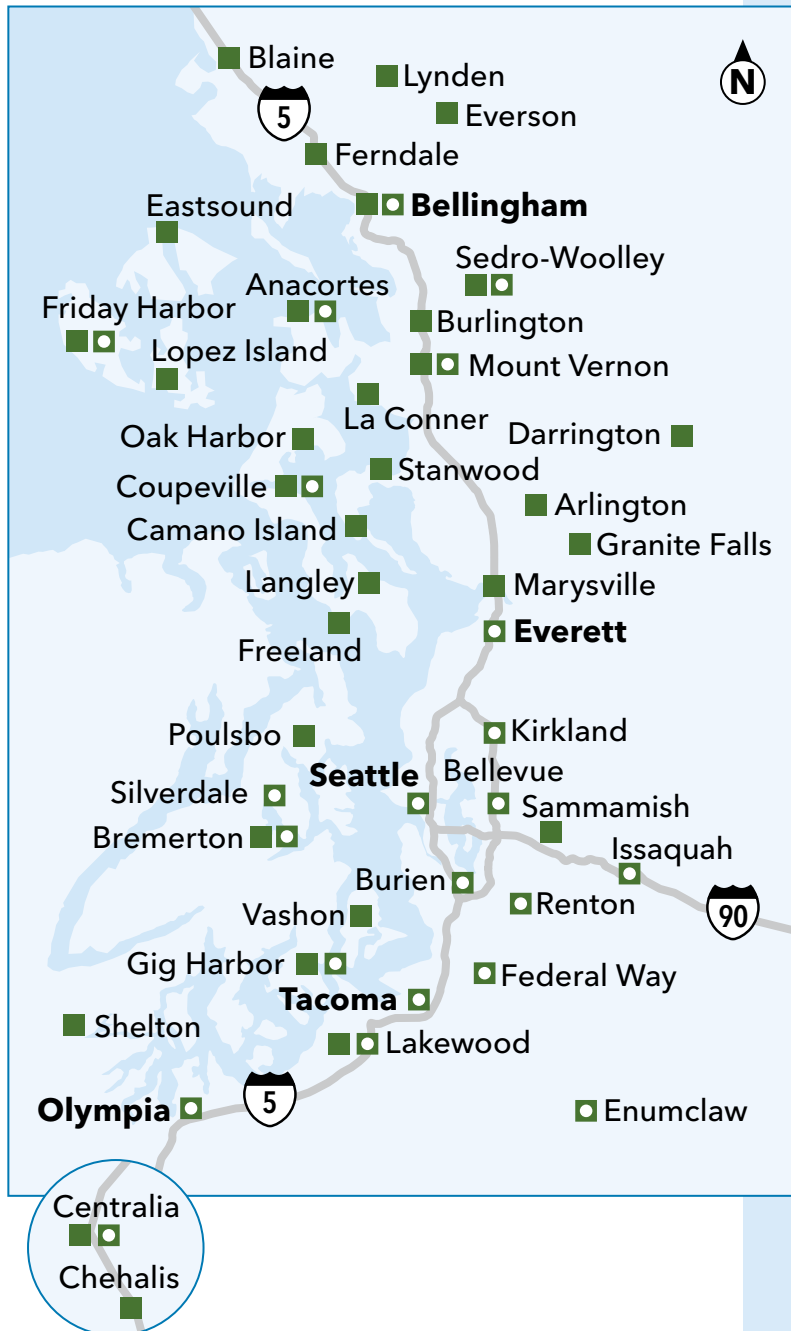 Blaine
Lynden
N
5
Everson
Ferndale
Eastsound
Bellingham
Sedro-Woolley
Anacortes
Friday Harbor
Burlington
Lopez Island
Mount Vernon
La Conner
Oak Harbor
Darrington
Stanwood
Coupeville
Arlington
Camano Island
Granite Falls
Langley
Marysville
Everett
Freeland
Kirkland
Poulsbo
Seattle
Bellevue
Silverdale
Sammamish
Bremerton
Issaquah
Burien
Renton
90
Vashon
Gig Harbor
Federal Way
Tacoma
Shelton
Lakewood
5
Olympia
Enumclaw
Centralia
Chehalis